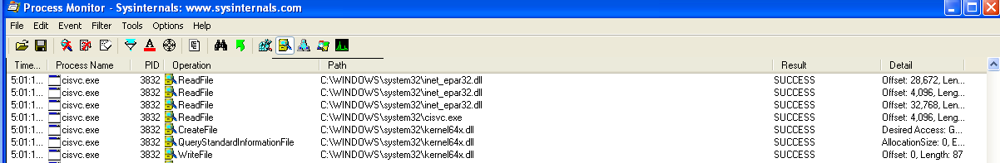 Process Monitor - Sysinternals: www.sysinternals.com
File Edit Event Filter Tools Options Help
Time... Process Name PID Operation Path Result Detail
5:01:1... cisvc.exe 3832 ReadFile C:\WINDOWS\system32\inet_epar32.dll SUCCESS Offset: 28,672, Len...
5:01:1... cisvc.exe 3832 ReadFile C:\WINDOWS\system32\inet_epar32.dll SUCCESS Offset: 4,096, Leng...
5:01:1... cisvc.exe 3832 ReadFile C:\WINDOWS\system32\inet_epar32.dll SUCCESS Offset: 32,768, Len...
5:01:1... cisvc.exe 3832 ReadFile C:\WINDOWS\system32\cisvc.exe SUCCESS Offset: 4,096, Leng...
5:01:1... cisvc.exe 3832 CreateFile C:\WINDOWS\system32\kernel64x.dll SUCCESS Desired Access: G...
5:01:1... cisvc.exe 3832 QueryStandardInformationFile C:\WINDOWS\system32\kernel64x.dll SUCCESS AllocationSize: 0, E...
5:01:1... cisvc.exe 3832 WriteFile C:\WINDOWS\system32\kernel64x.dll SUCCESS Offset: 0, Length: 87